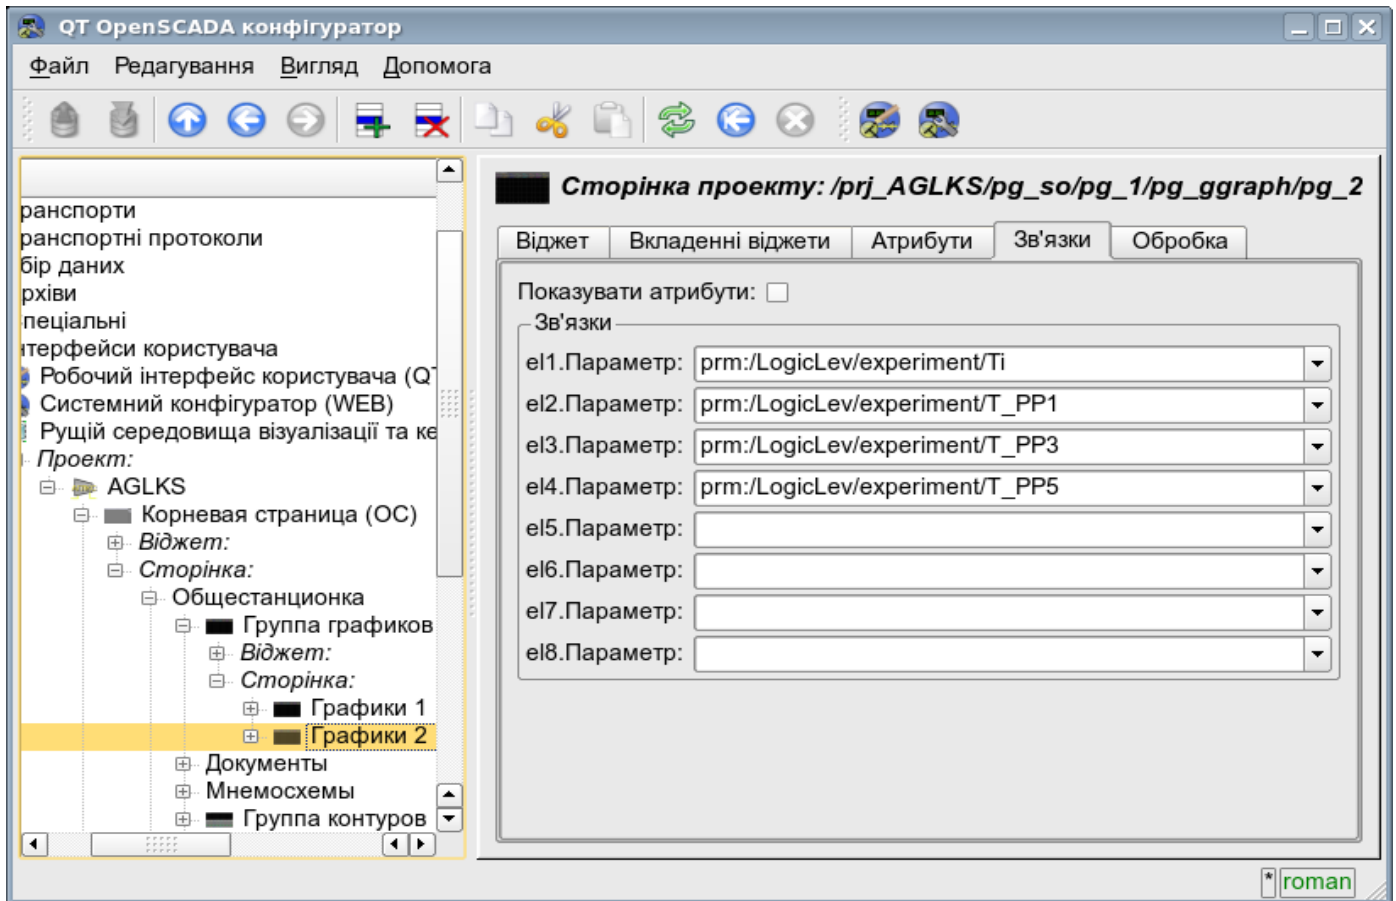 QT OpenSCADA конфігуратор
Файл Редагування Вигляд Допомога
ранспорти
ранспортні протоколи
бір даних
рхіви
пеціальні
нтерфейси користувача
Робочий інтерфейс користувача (QT
Системний конфігуратор (WEB)
Рушій середовища візуалізації та ке
Проект:
AGLKS
Корневая страница (ОС)
Віджет:
Сторінка:
Общестанционка
Группа графиков
Віджет:
Сторінка:
Графики 1
Графики 2
Документы
Мнемосхемы
Группа контуров
Сторінка проекту: /prj_AGLKS/pg_so/pg_1/pg_ggraph/pg_2
Віджет Вкладенні віджети Атрибути Зв'язки Обробка
Показувати атрибути:
Зв'язки
el1.Параметр: prm:/LogicLev/experiment/Ti
el2.Параметр: prm:/LogicLev/experiment/T_PP1
el3.Параметр: prm:/LogicLev/experiment/T_PP3
el4.Параметр: prm:/LogicLev/experiment/T_PP5
el5.Параметр:
el6.Параметр:
el7.Параметр:
el8.Параметр:
* roman